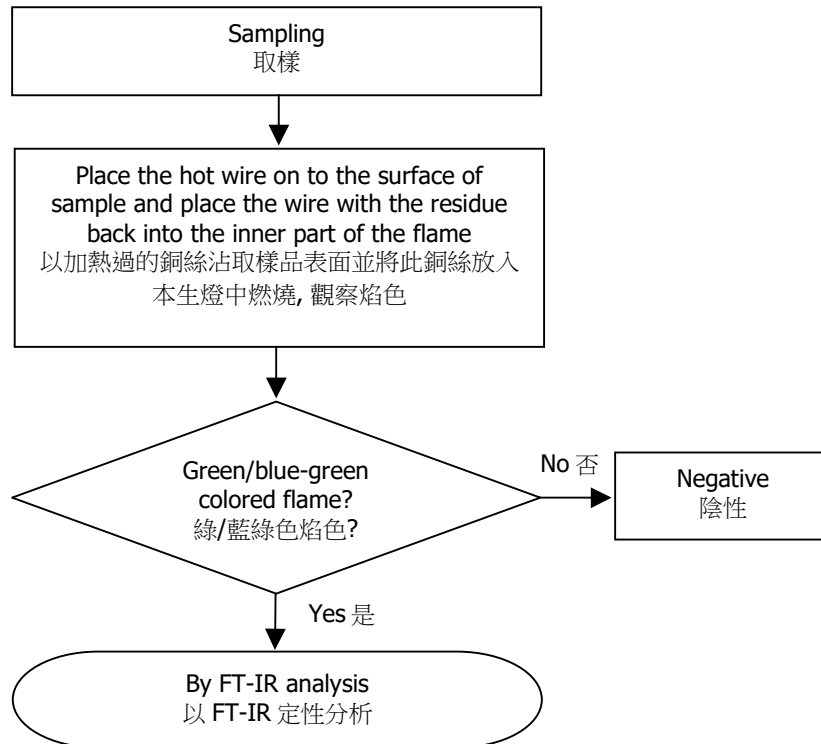 Sampling
取樣
Place the hot wire on to the surface of
sample and place the wire with the residue
back into the inner part of the flame
以加熱過的銅絲沾取樣品表面並將此銅絲放入
本生燈中燃燒, 觀察焰色
Green/blue-green
colored flame?
綠/藍綠色焰色?
No 否
Negative
陰性
Yes 是
By FT-IR analysis
以 FT-IR 定性分析